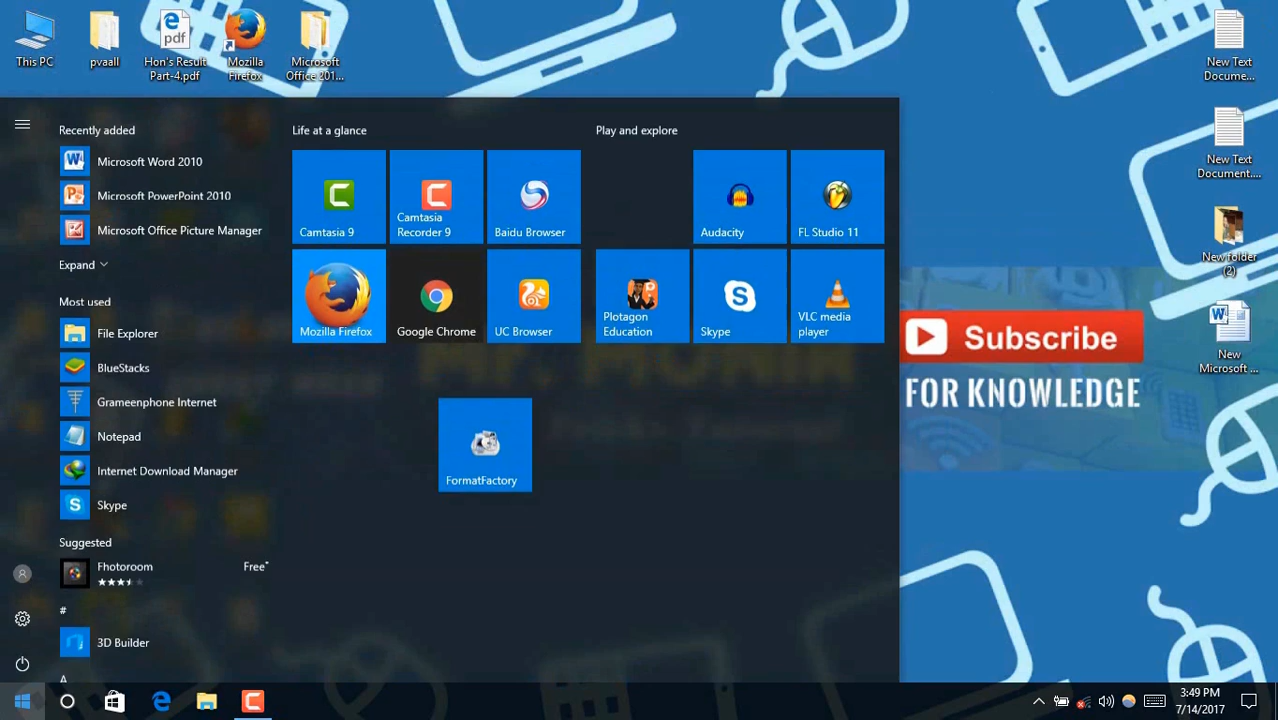 This PC
pvaall
Hon's Result
Part-4.pdf
pdf
Mozilla
Firefox
Microsoft
Office 201...
New Text
Docume...
New Text
Document....
New folder
(2)
New
Microsoft ...
Recently added
Microsoft Word 2010
Microsoft PowerPoint 2010
Microsoft Office Picture Manager
Expand
Most used
File Explorer
BlueStacks
Grameenphone Internet
Notepad
Internet Download Manager
Skype
Suggested
Fhotoroom
Free*
#
3D Builder
A
Life at a glance
Camtasia 9
Camtasia
Recorder 9
Baidu Browser
Mozilla Firefox
Google Chrome
UC Browser
FormatFactory
Play and explore
Audacity
FL Studio 11
Plotagon
Education
Skype
VLC media
player
Subscribe
FOR KNOWLEDGE
3:49 PM
7/14/2017